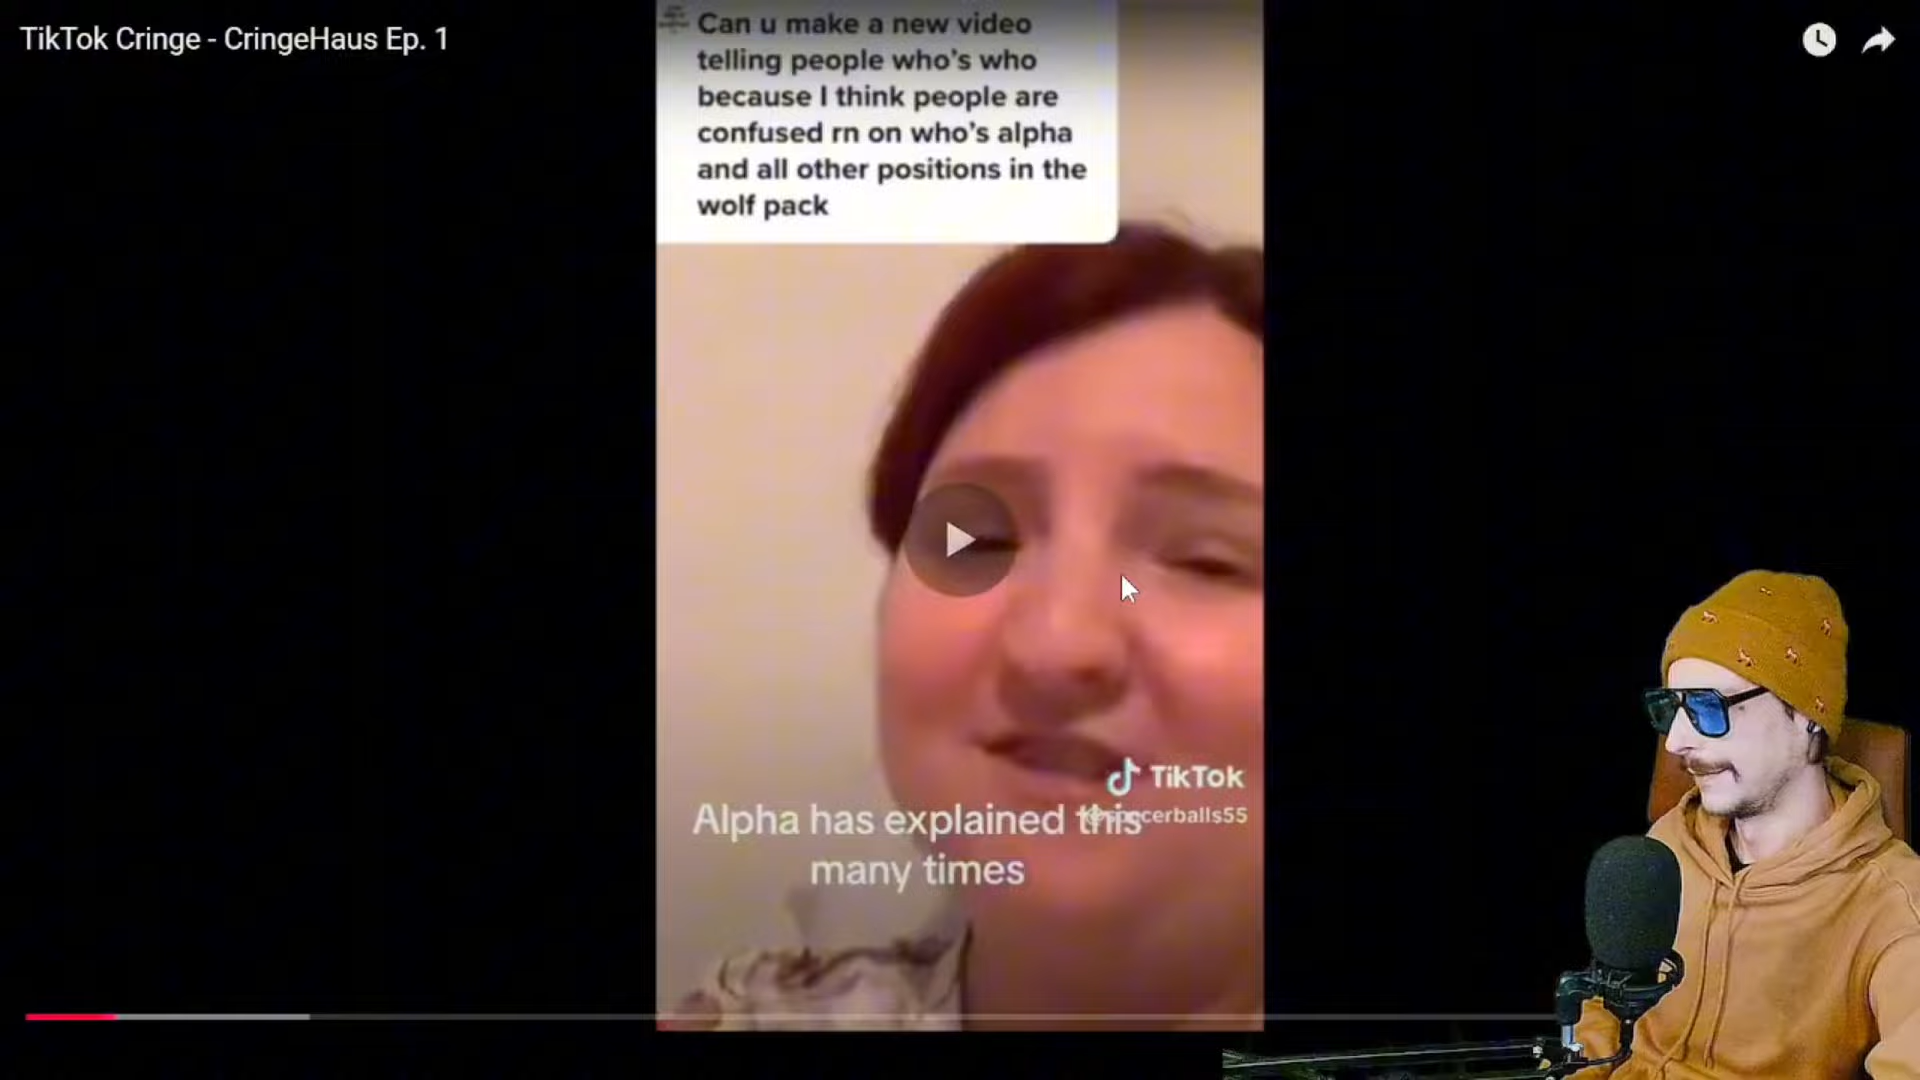 TikTok Cringe - CringeHaus Ep. 1
Can u make a new video
telling people who's who
because I think people are
confused rn on who's alpha
and all other positions in the
wolf pack
TikTok
Alpha has explained this
many times